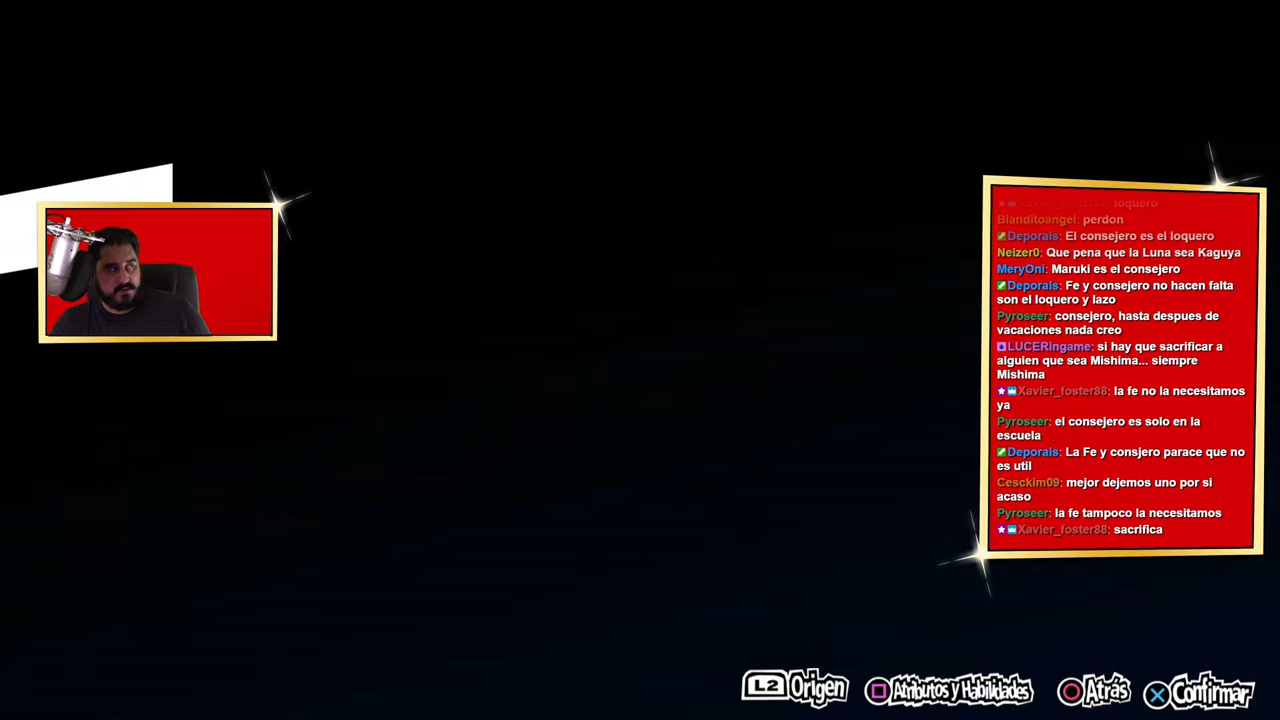 loquero
Blanditoangel: perdon
Deporais: El consejero es el loquero
Neizer0: Que pena que la Luna sea Kaguya
MeryOni: Maruki es el consejero
Deporais: Fe y consejero no hacen falta
son el loquero y lazo
Pyroseer: consejero, hasta despues de
vacaciones nada creo
LUCERingame: si hay que sacrificar a
alguien que sea Mishima... siempre
Mishima
Xavier_foster88: la fe no la necesitamos
ya
Pyroseer: el consejero es solo en la
escuela
Deporais: La Fe y consjero parace que no
es util
Cesckim09: mejor dejemos uno por si
acaso
Pyroseer: la fe tampoco la necesitamos
Xavier_foster88: sacrifica
L2 Origen Atributos y Habilidades Atrás Confirmar